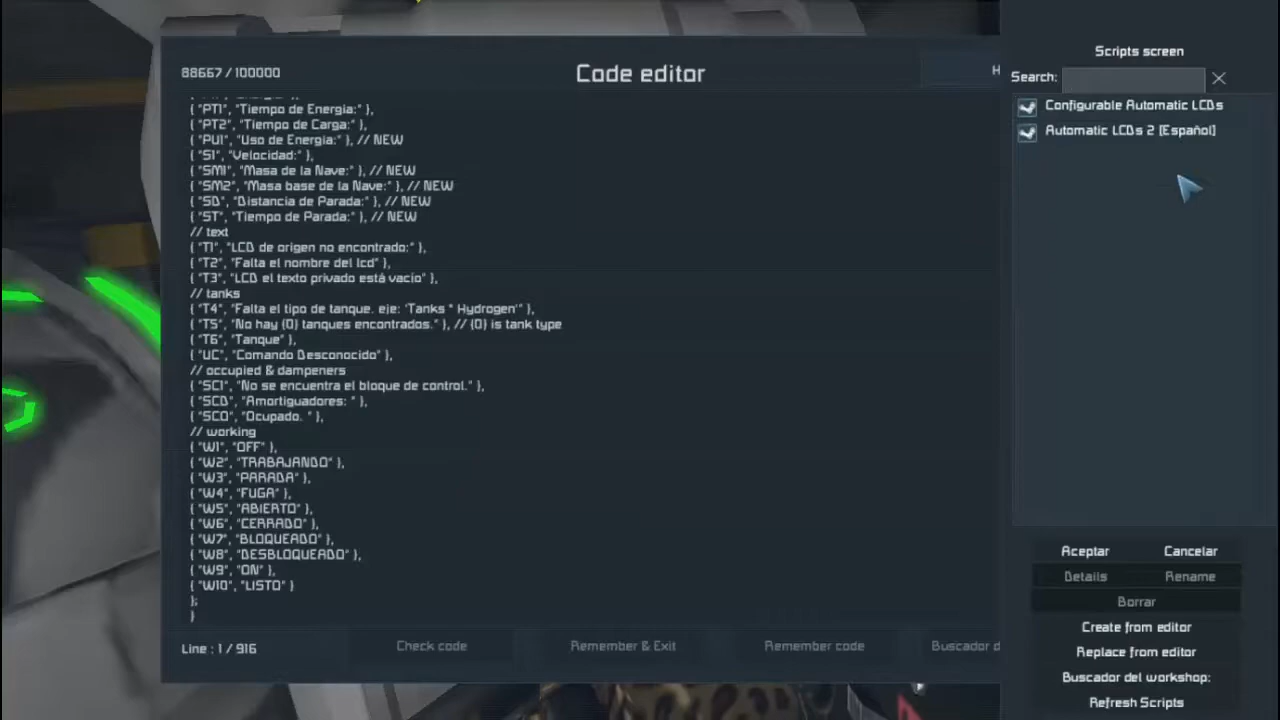 88667 / 100000
Code editor
H
{ "PT1", "Tiempo de Energia:" },
{ "PT2", "Tiempo de Carga:" },
{ "PU1", "Uso de Energia:" }, // NEW
{ "S1", "Velocidad:" },
{ "SM1", "Masa de la Nave:" }, // NEW
{ "SM2", "Masa base de la Nave:" }, // NEW
{ "SD", "Distancia de Parada:" }, // NEW
{ "ST", "Tiempo de Parada:" }, // NEW
// text
{ "T1", "LCD de origen no encontrado:" },
{ "T2", "Falta el nombre del lcd" },
{ "T3", "LCD el texto privado está vacio" },
// tanks
{ "T4", "Falta el tipo de tanque. eje: 'Tanks * Hydrogen'" },
{ "T5", "No hay {0} tanques encontrados." }, // {0} is tank type
{ "T6", "Tanque" },
{ "UC", "Comando Desconocido" },
// occupied & dampeners
{ "SC1", "No se encuentra el bloque de control." },
{ "SCD", "Amortiguadores: " },
{ "SCO", "Ocupado. " },
// working
{ "W1", "OFF" },
{ "W2", "TRABAJANDO" },
{ "W3", "PARADA" },
{ "W4", "FUGA" },
{ "W5", "ABIERTO" },
{ "W6", "CERRADO" },
{ "W7", "BLOQUEADO" },
{ "W8", "DESBLOQUEADO" },
{ "W9", "ON" },
{ "W10", "LISTO" }
};
}
Line : 1 / 916
Check code
Remember & Exit
Remember code
Buscador d
Scripts screen
Search:
Configurable Automatic LCDs
Automatic LCDs 2 [Español]
Aceptar
Cancelar
Details
Rename
Borrar
Create from editor
Replace from editor
Buscador del workshop:
Refresh Scripts